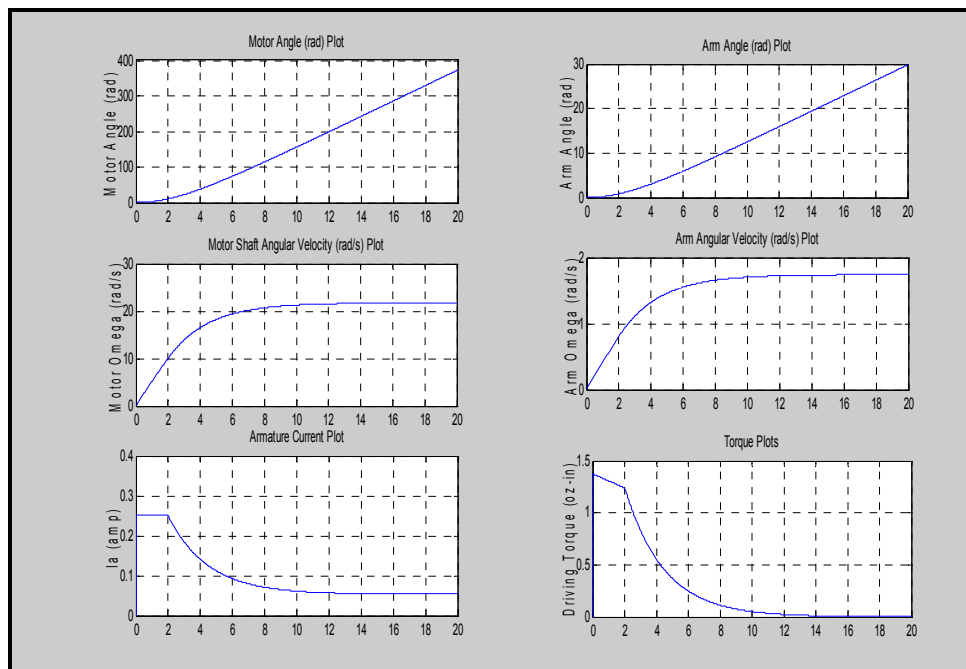 Motor Angle (rad) Plot
Motor Angle (rad)
400
300
200
100
0
0 2 4 6 8 10 12 14 16 18 20
Arm Angle (rad) Plot
Arm Angle (rad)
30
20
10
0
0 2 4 6 8 10 12 14 16 18 20
Motor Shaft Angular Velocity (rad/s) Plot
Motor Omega (rad/s)
30
20
10
0
0 2 4 6 8 10 12 14 16 18 20
Arm Angular Velocity (rad/s) Plot
Arm Omega (rad/s)
2
1
0
0 2 4 6 8 10 12 14 16 18 20
Armature Current Plot
Ia (amp)
0.4
0.3
0.2
0.1
0
0 2 4 6 8 10 12 14 16 18 20
Torque Plots
Driving Torque (oz-in)
1.5
1
0.5
0
0 2 4 6 8 10 12 14 16 18 20